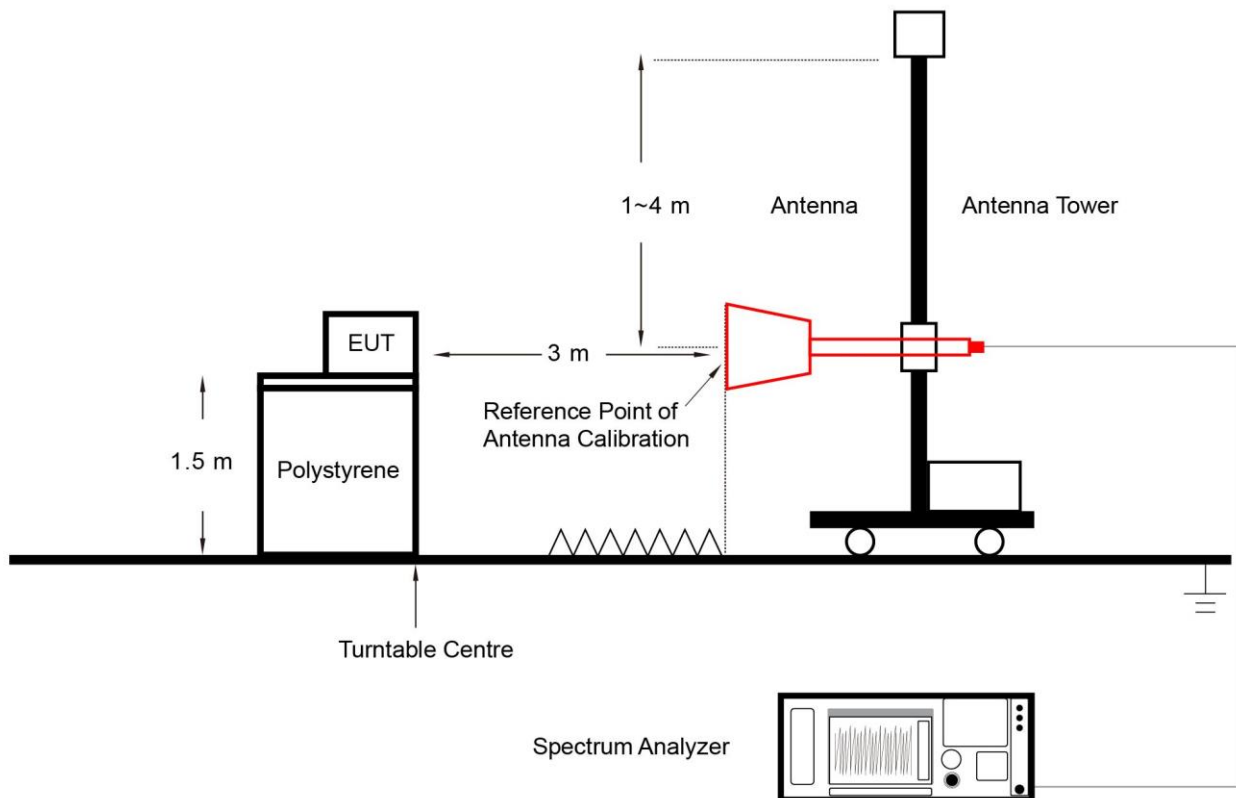 1~4 m
Antenna
Antenna Tower
EUT
3 m
Reference Point of
Antenna Calibration
1.5 m
Polystyrene
Turntable Centre
Spectrum Analyzer